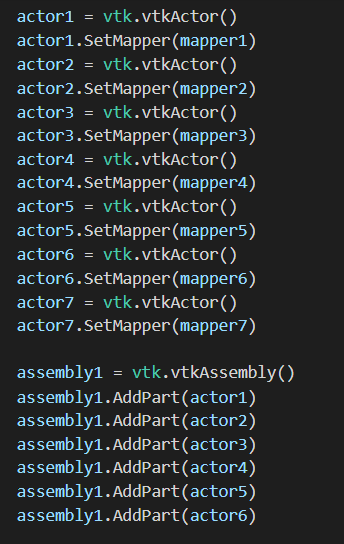 actor1 = vtk.vtkActor()
actor1.SetMapper(mapper1)
actor2 = vtk.vtkActor()
actor2.SetMapper(mapper2)
actor3 = vtk.vtkActor()
actor3.SetMapper(mapper3)
actor4 = vtk.vtkActor()
actor4.SetMapper(mapper4)
actor5 = vtk.vtkActor()
actor5.SetMapper(mapper5)
actor6 = vtk.vtkActor()
actor6.SetMapper(mapper6)
actor7 = vtk.vtkActor()
actor7.SetMapper(mapper7)

assembly1 = vtk.vtkAssembly()
assembly1.AddPart(actor1)
assembly1.AddPart(actor2)
assembly1.AddPart(actor3)
assembly1.AddPart(actor4)
assembly1.AddPart(actor5)
assembly1.AddPart(actor6)